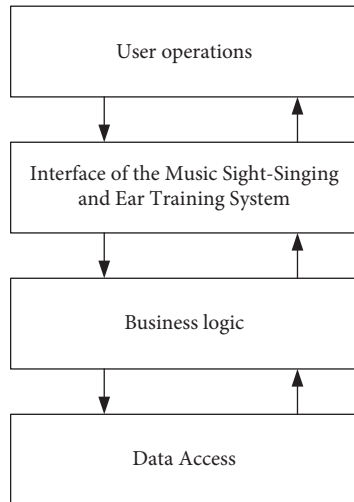 User operations
Interface of the Music Sight-Singing
and Ear Training System
Business logic
Data Access